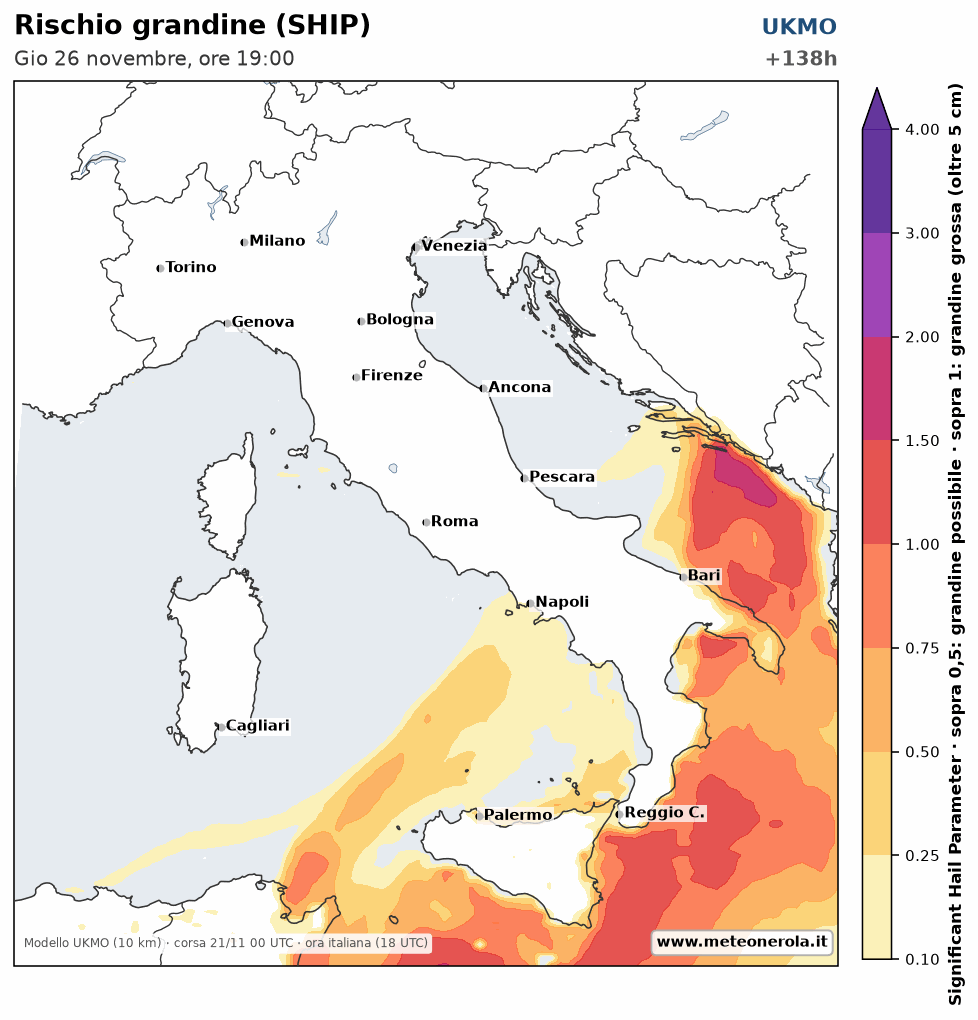 Rischio grandine (SHIP)
UKMO
Gio 26 novembre, ore 19:00
+138h
Milano
Venezia
Torino
Genova
Bologna
Firenze
Ancona
Pescara
Roma
Bari
Napoli
Cagliari
Palermo
Reggio C.
Modello UKMO (10 km) · corsa 21/11 00 UTC · ora italiana (18 UTC)
www.meteonerola.it
4.00
3.00
2.00
1.50
1.00
0.75
0.50
0.25
0.10
Significant Hail Parameter · sopra 0,5: grandine possibile · sopra 1: grandine grossa (oltre 5 cm)